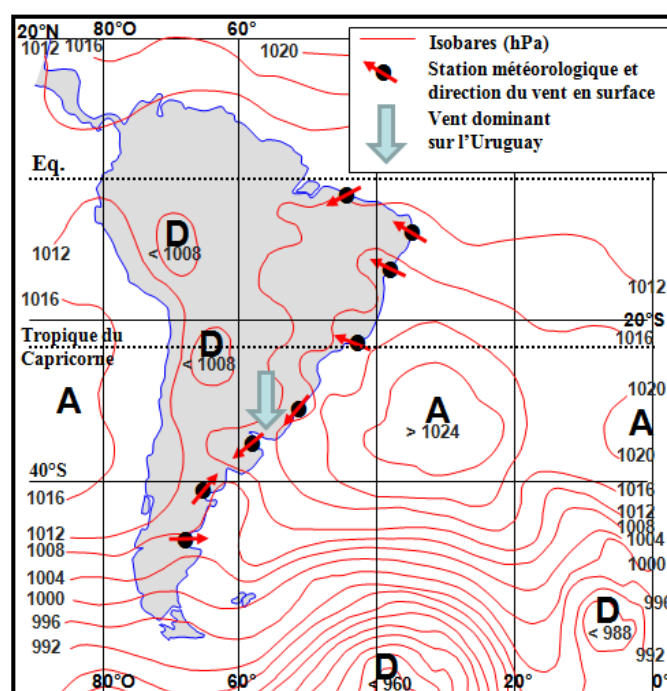 80°O 60°
20°N
1012 1016
1020
Isobares (hPa)
Station météorologique et
direction du vent en surface
Vent dominant
sur l'Uruguay
Eq.
D
< 1008
1012
1012
1016
20°S
1016
Tropique du
Capricorne
D
< 1008
1020
A
A
> 1024
A
1020
40°S
1016
1016
1012
1008
1012
1008
1004
1004
1000
1000
996
996
D
< 988
992
992
D
< 960
80°O 60° 20° 0°